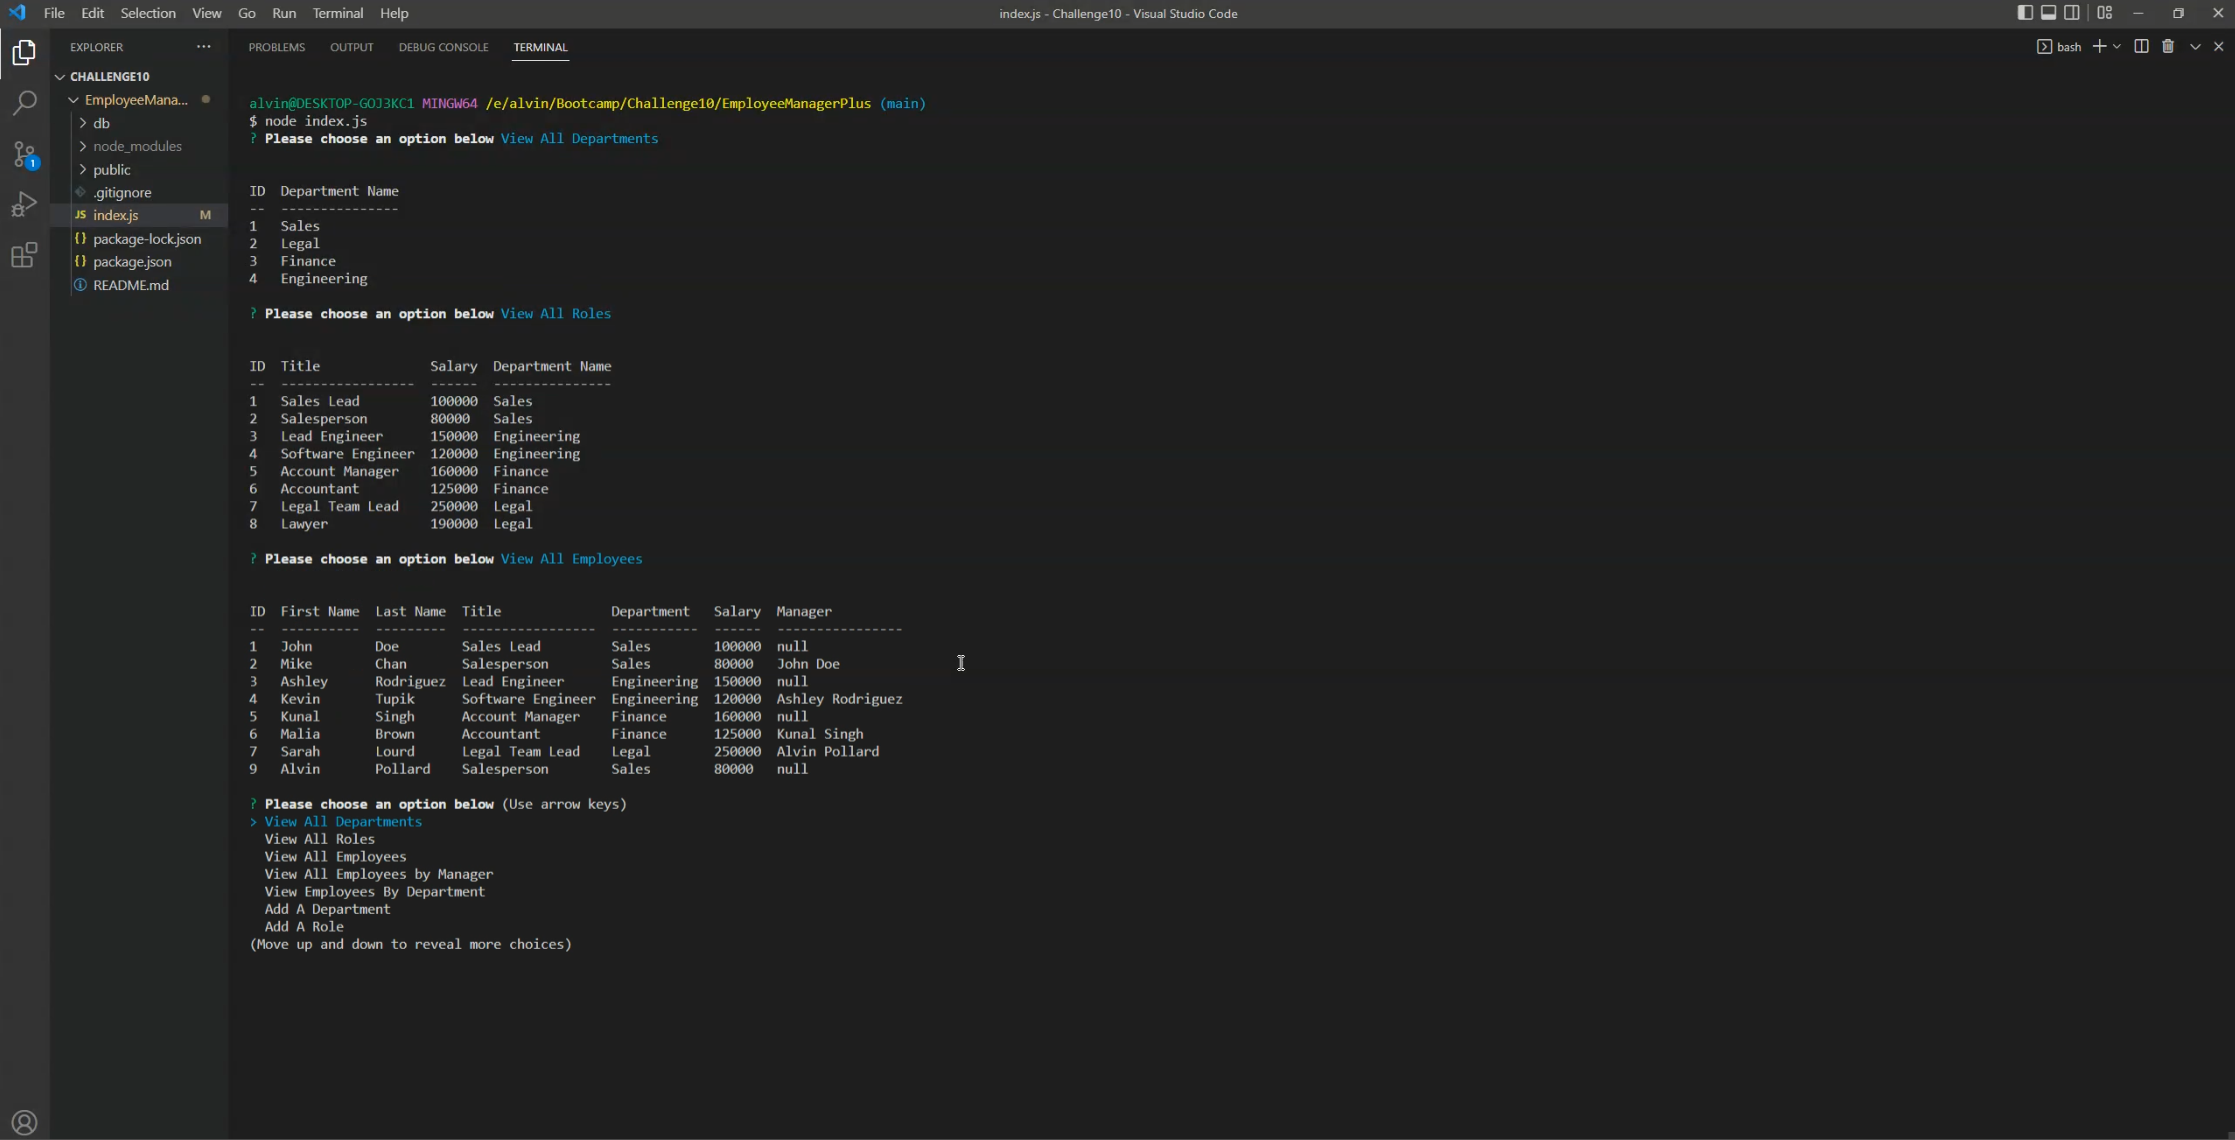 File Edit Selection View Go Run Terminal Help
index.js - Challenge10 - Visual Studio Code
EXPLORER
CHALLENGE10
EmployeeMana...
db
node_modules
public
.gitignore
JS index.js M
{} package-lock.json
{} package.json
README.md
1
PROBLEMS OUTPUT DEBUG CONSOLE TERMINAL
bash
alvin@DESKTOP-GOJ3KC1 MINGW64 /e/alvin/Bootcamp/Challenge10/EmployeeManagerPlus (main)
$ node index.js
? Please choose an option below View All Departments
ID  Department Name
--  ---------------
1   Sales
2   Legal
3   Finance
4   Engineering
? Please choose an option below View All Roles
ID  Title              Salary  Department Name
--  -----------------  ------  ---------------
1   Sales Lead         100000  Sales
2   Salesperson        80000   Sales
3   Lead Engineer      150000  Engineering
4   Software Engineer  120000  Engineering
5   Account Manager    160000  Finance
6   Accountant         125000  Finance
7   Legal Team Lead    250000  Legal
8   Lawyer             190000  Legal
? Please choose an option below View All Employees
ID  First Name  Last Name  Title              Department   Salary  Manager
--  ----------  ---------  -----------------  -----------  ------  ----------------
1   John        Doe        Sales Lead         Sales        100000  null
2   Mike        Chan       Salesperson        Sales        80000   John Doe
3   Ashley      Rodriguez  Lead Engineer      Engineering  150000  null
4   Kevin       Tupik      Software Engineer  Engineering  120000  Ashley Rodriguez
5   Kunal       Singh      Account Manager    Finance      160000  null
6   Malia       Brown      Accountant         Finance      125000  Kunal Singh
7   Sarah       Lourd      Legal Team Lead    Legal        250000  Alvin Pollard
9   Alvin       Pollard    Salesperson        Sales        80000   null
? Please choose an option below (Use arrow keys)
> View All Departments
  View All Roles
  View All Employees
  View All Employees by Manager
  View Employees By Department
  Add A Department
  Add A Role
(Move up and down to reveal more choices)